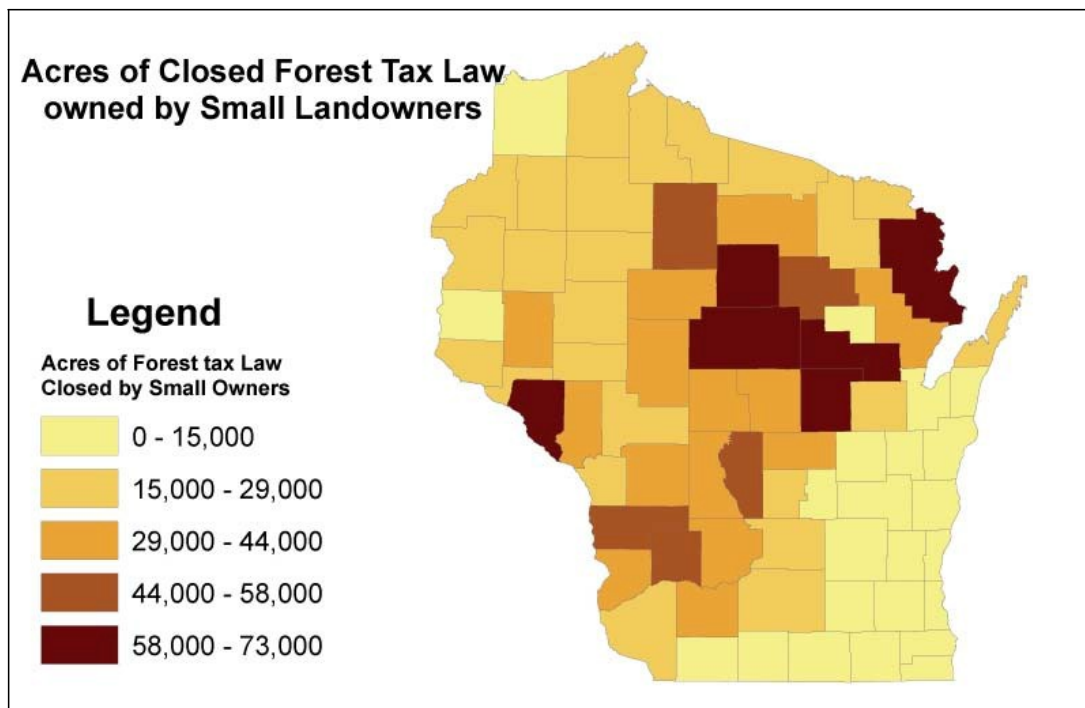 Acres of Closed Forest Tax Law
owned by Small Landowners
Legend
Acres of Forest tax Law
Closed by Small Owners
0 - 15,000
15,000 - 29,000
29,000 - 44,000
44,000 - 58,000
58,000 - 73,000